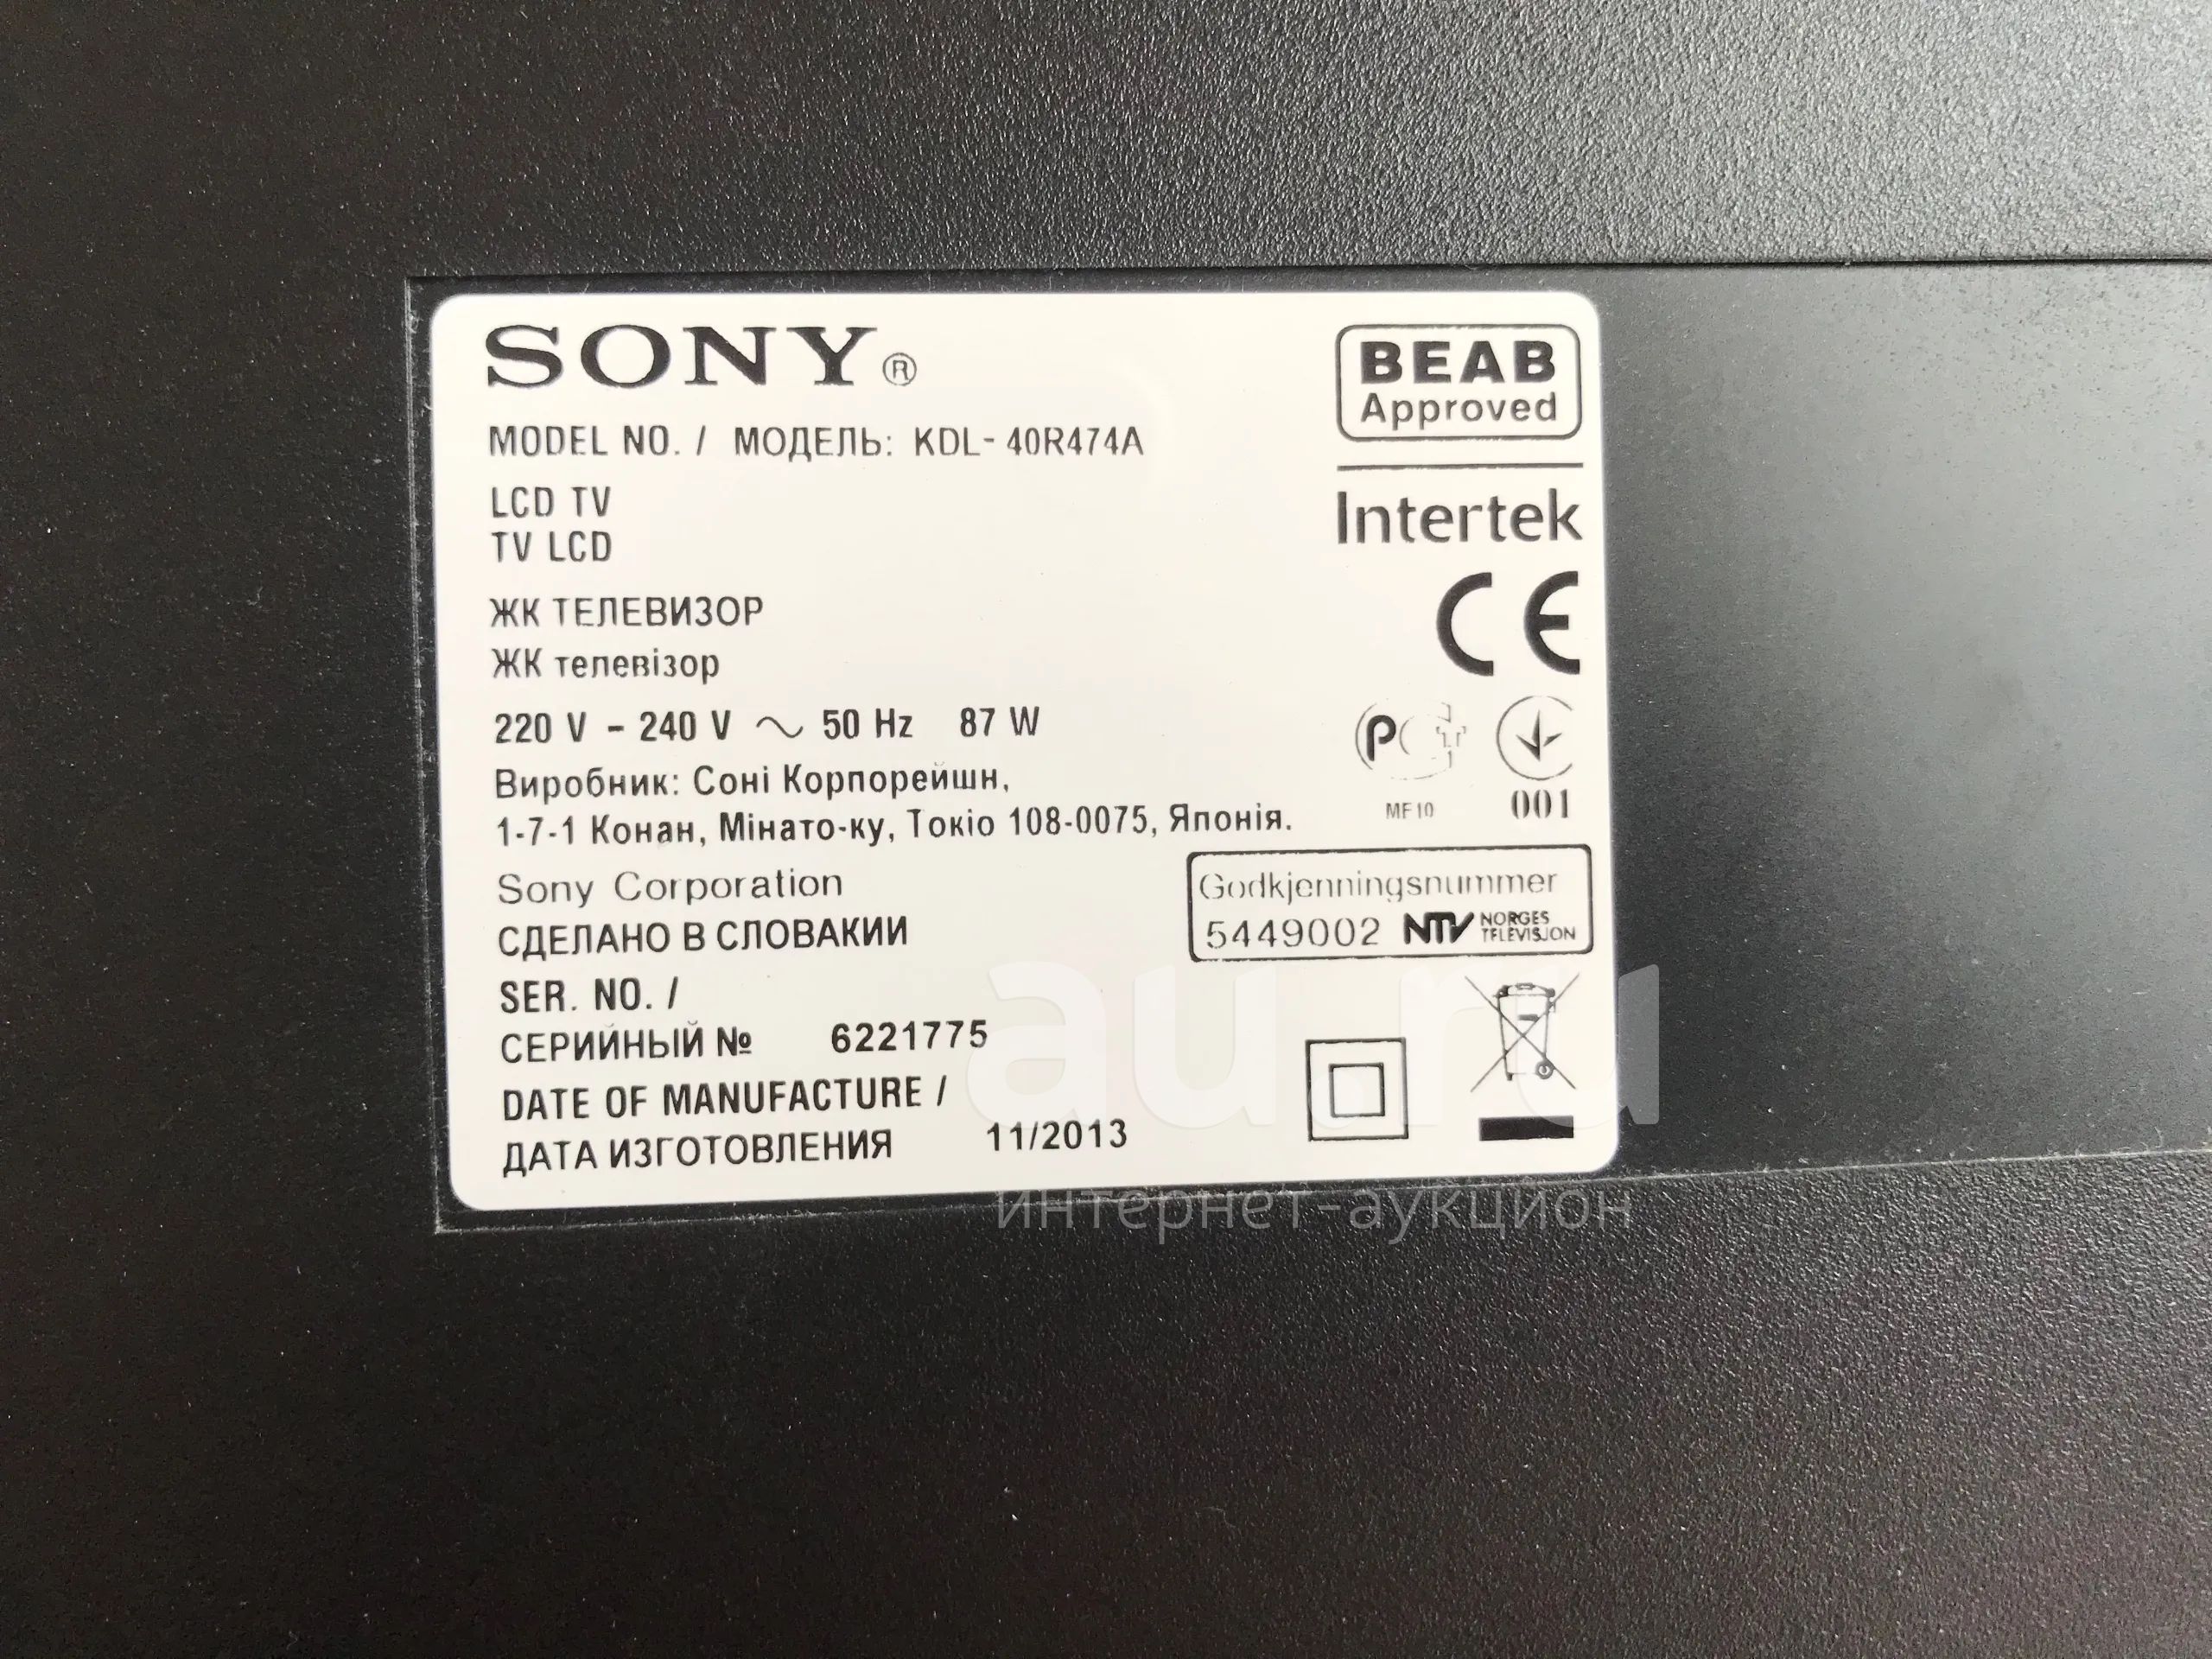 SONY®
MODEL NO. / МОДЕЛЬ: KDL-40R474A
LCD TV
TV LCD
ЖК ТЕЛЕВИЗОР
ЖК телевізор
220 V - 240 V ~ 50 Hz 87 W
Виробник: Соні Корпорейшн,
1-7-1 Конан, Мінато-ку, Токіо 108-0075, Японія.
Sony Corporation
СДЕЛАНО В СЛОВАКИИ
SER. NO. /
СЕРИЙНЫЙ № 6221775
DATE OF MANUFACTURE /
ДАТА ИЗГОТОВЛЕНИЯ 11/2013
BEAB
Approved
Intertek
CE
MF10
001
Godkjenningsnummer
5449002 NTV NORGES
TELEVISJON
au.ru
интернет-аукцион